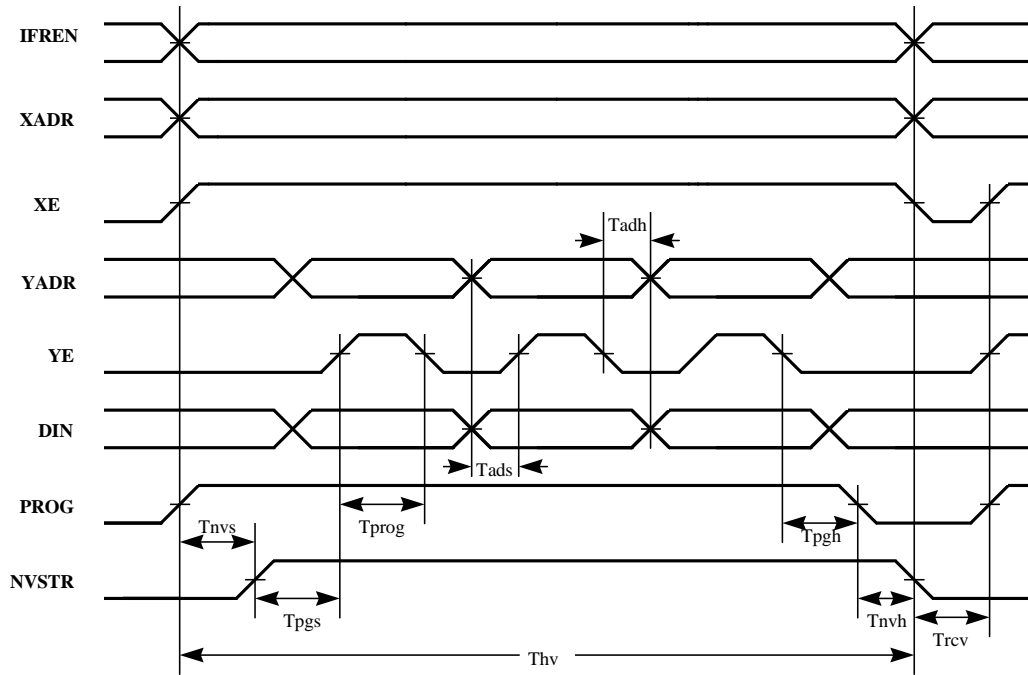 IFREN
XADR
XE
Tadh
YADR
YE
DIN
Tads
PROG
Tnvs
Tprog
Tpgh
NVSTR
Tpgs
Tnvh
Trcv
Thv